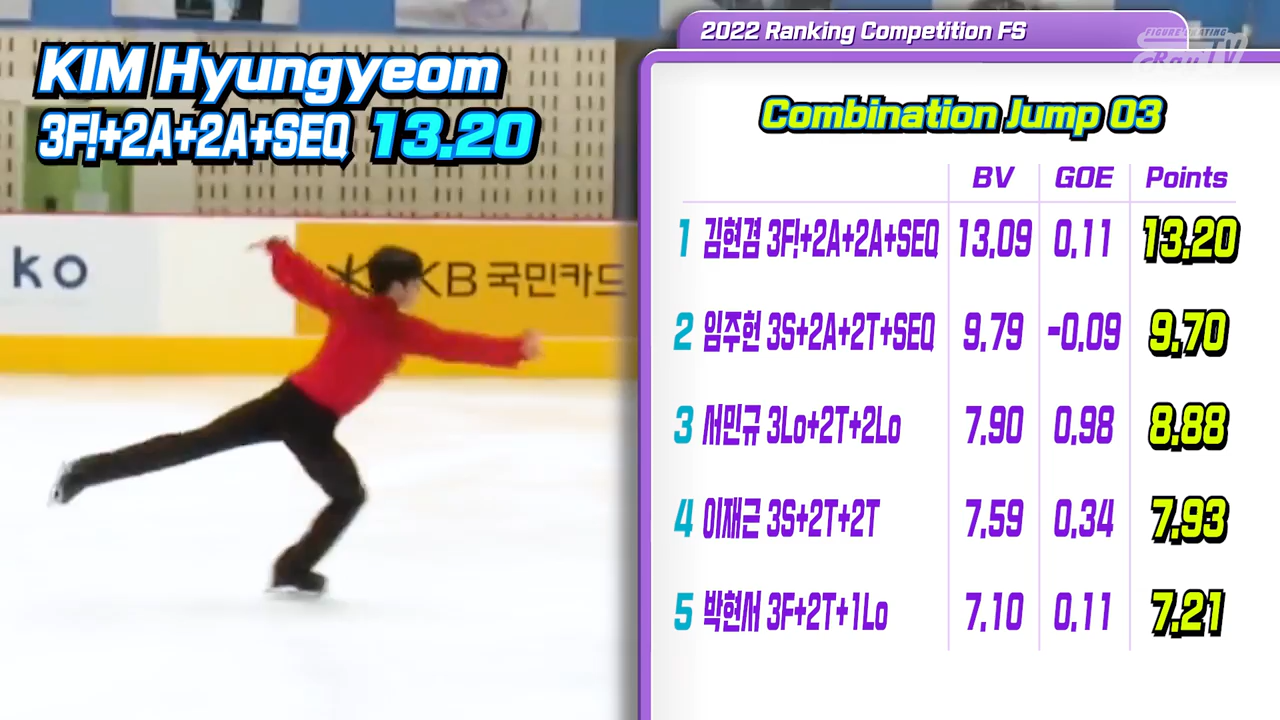 KIM Hyungyeom
3F!+2A+2A+SEQ 13.20
ko
KB 국민카드
2022 Ranking Competition FS
FIGURE SKATING
RayTV
Combination Jump 03
BV GOE Points
1 김현겸 3F!+2A+2A+SEQ 13.09 0.11 13.20
2 임주헌 3S+2A+2T+SEQ 9.79 -0.09 9.70
3 서민규 3Lo+2T+2Lo 7.90 0.98 8.88
4 이재근 3S+2T+2T 7.59 0.34 7.93
5 박현서 3F+2T+1Lo 7.10 0.11 7.21